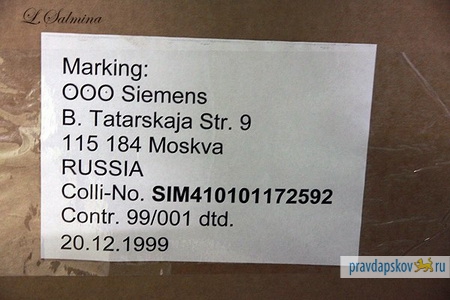 L.Salmina
Marking:
OOO Siemens
B. Tatarskaja Str. 9
115 184 Moskva
RUSSIA
Colli-No. SIM410101172592
Contr. 99/001 dtd.
20.12.1999
pravdapskov.ru